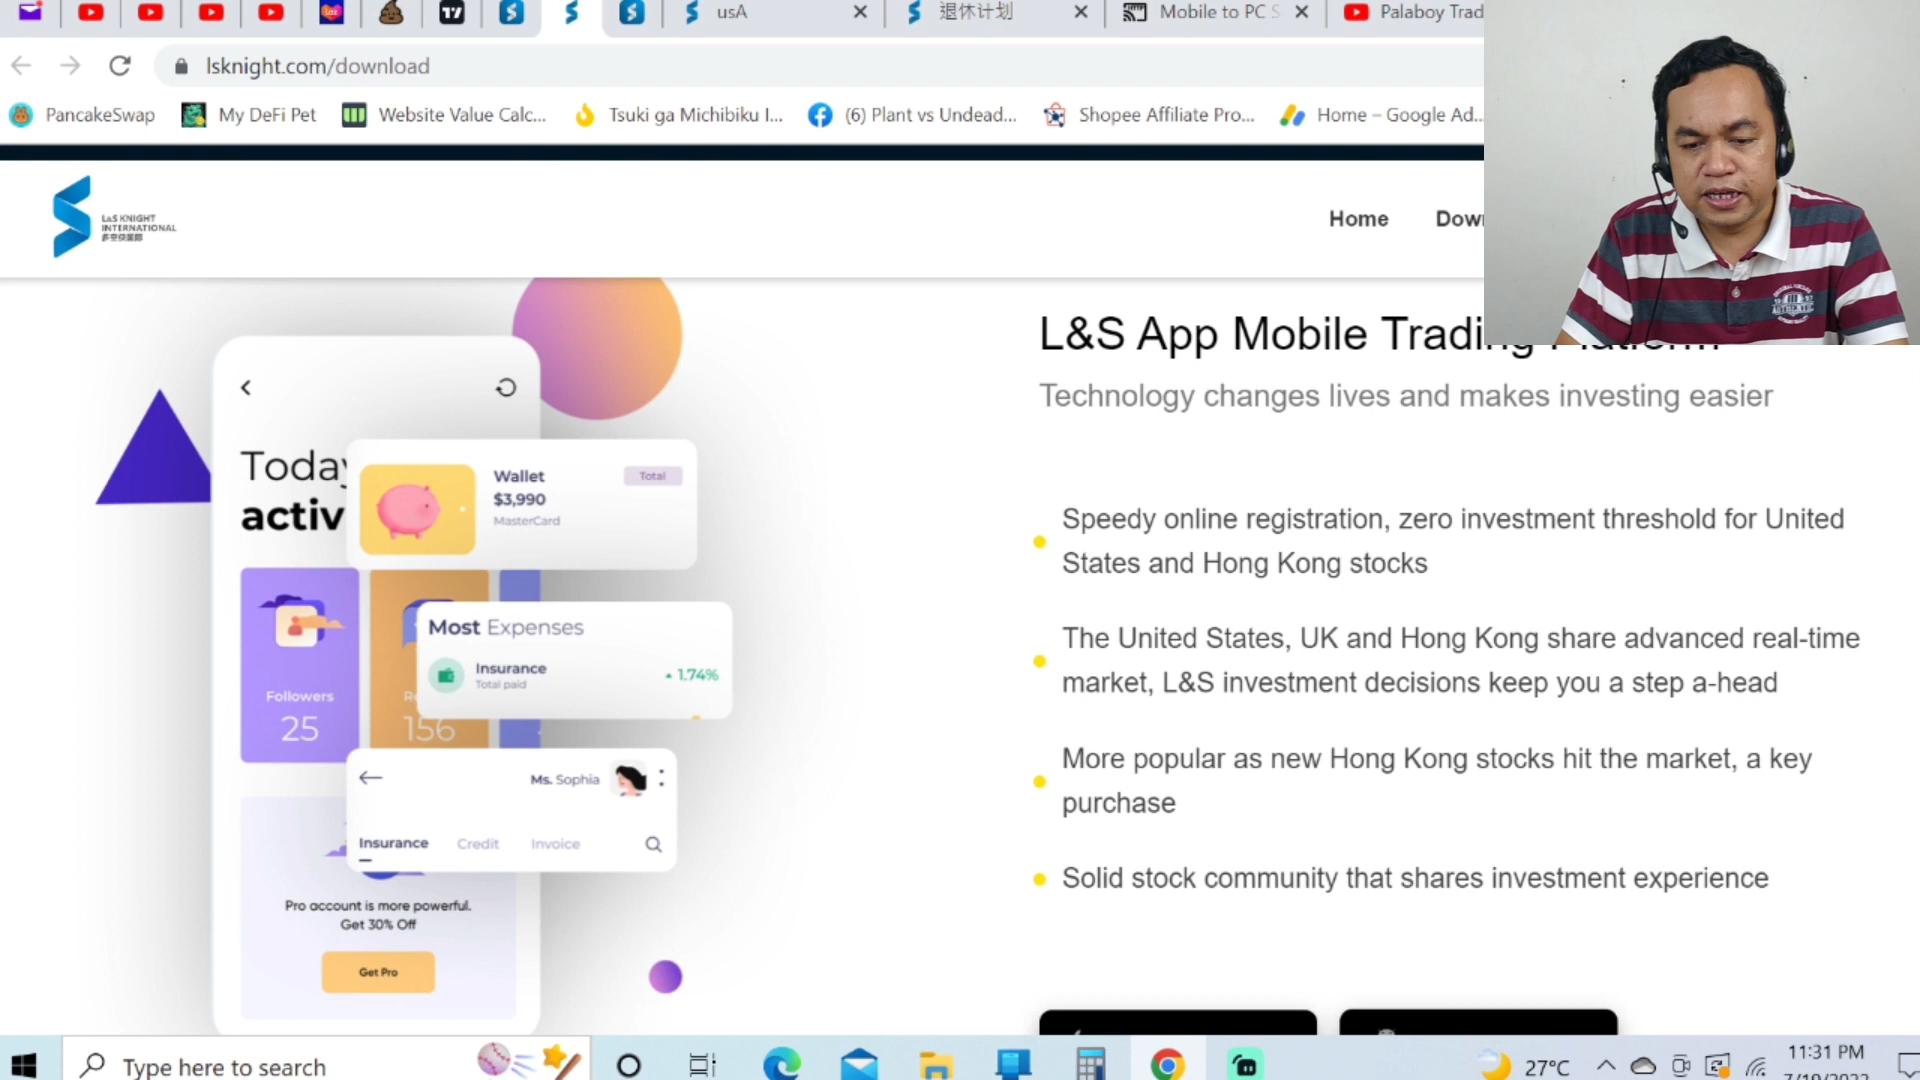 usA
退休计划
Mobile to PC S
Palaboy Trad
lsknight.com/download
PancakeSwap
My DeFi Pet
Website Value Calc...
Tsuki ga Michibiku I...
(6) Plant vs Undead...
Shopee Affiliate Pro...
Home – Google Ad...
L&S KNIGHT
INTERNATIONAL
Home
Down
L&S App Mobile Trading Platform
Technology changes lives and makes investing easier
Speedy online registration, zero investment threshold for United
States and Hong Kong stocks
The United States, UK and Hong Kong share advanced real-time
market, L&S investment decisions keep you a step a-head
More popular as new Hong Kong stocks hit the market, a key
purchase
Solid stock community that shares investment experience
Today
activ
Wallet
$3,990
MasterCard
Total
Most Expenses
Insurance
Total paid
1.74%
Followers
25
Re
156
Ms. Sophia
Insurance
Credit
Invoice
Pro account is more powerful.
Get 30% Off
Get Pro
AUTHENTIC
Type here to search
27°C
11:31 PM